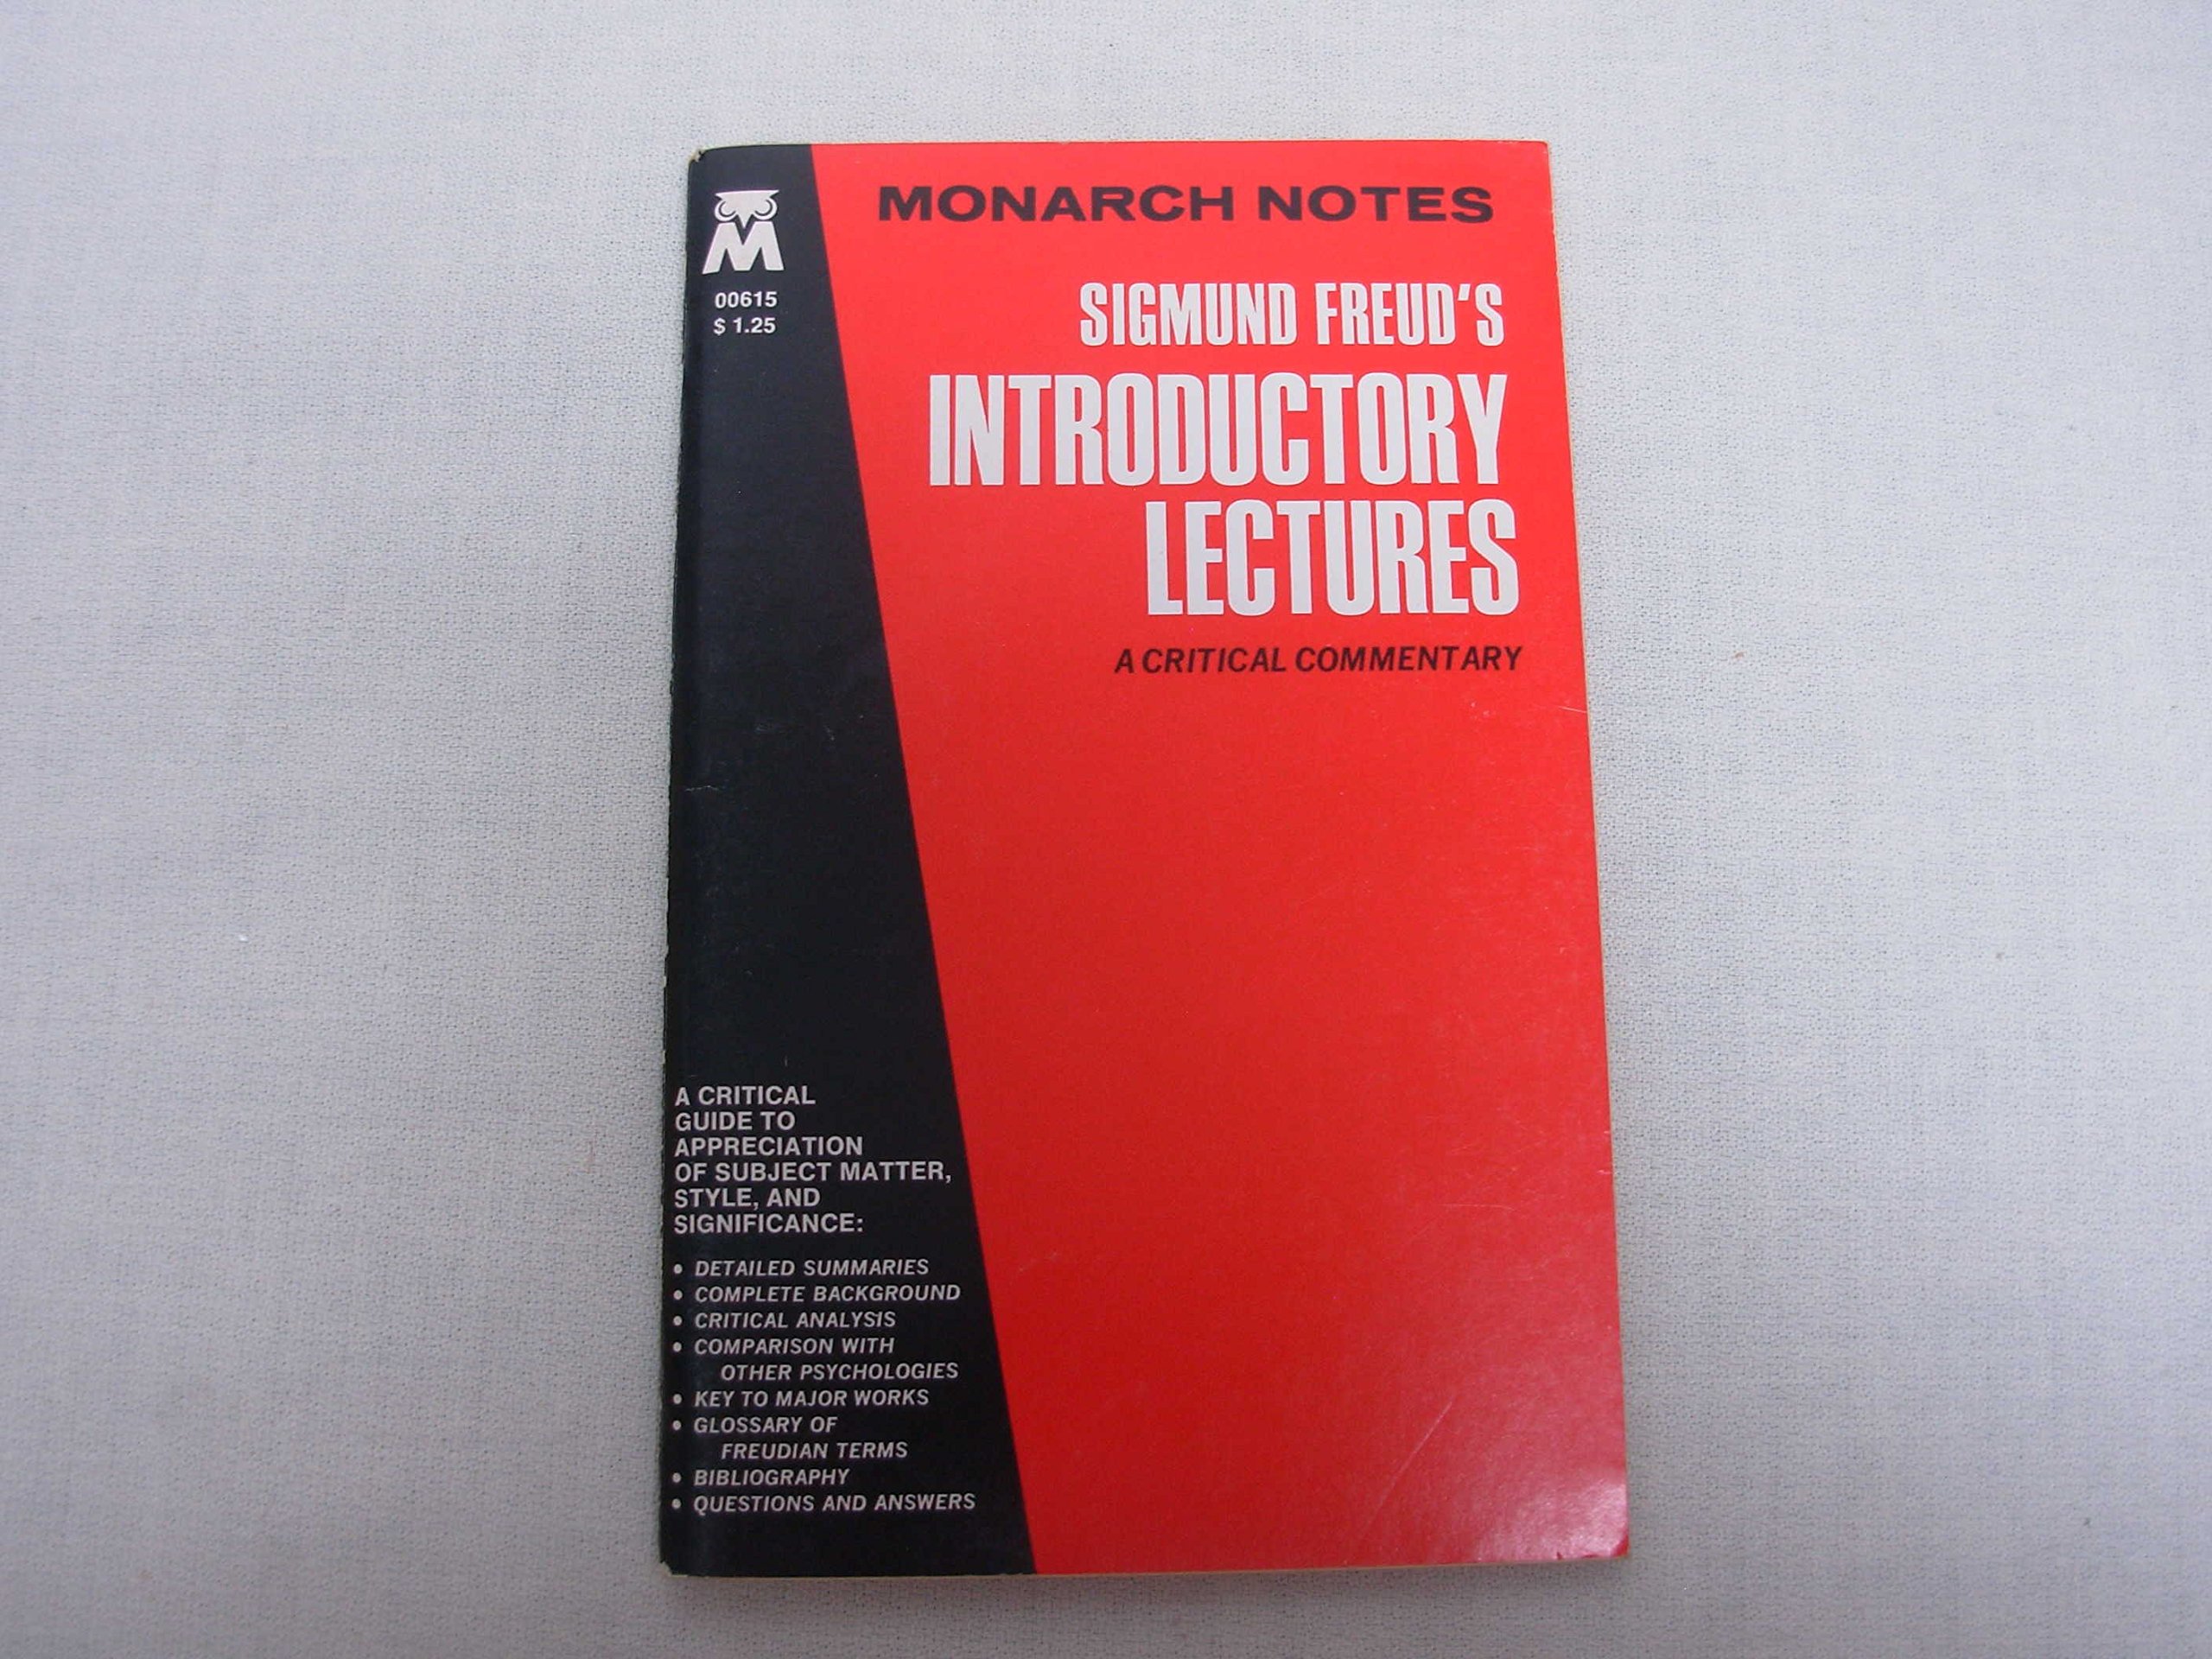 MONARCH NOTES
M
00615
$ 1.25
SIGMUND FREUD'S
INTRODUCTORY
LECTURES
A CRITICAL COMMENTARY
A CRITICAL
GUIDE TO
APPRECIATION
OF SUBJECT MATTER,
STYLE, AND
SIGNIFICANCE:
• DETAILED SUMMARIES
• COMPLETE BACKGROUND
• CRITICAL ANALYSIS
• COMPARISON WITH
OTHER PSYCHOLOGIES
• KEY TO MAJOR WORKS
• GLOSSARY OF
FREUDIAN TERMS
• BIBLIOGRAPHY
• QUESTIONS AND ANSWERS